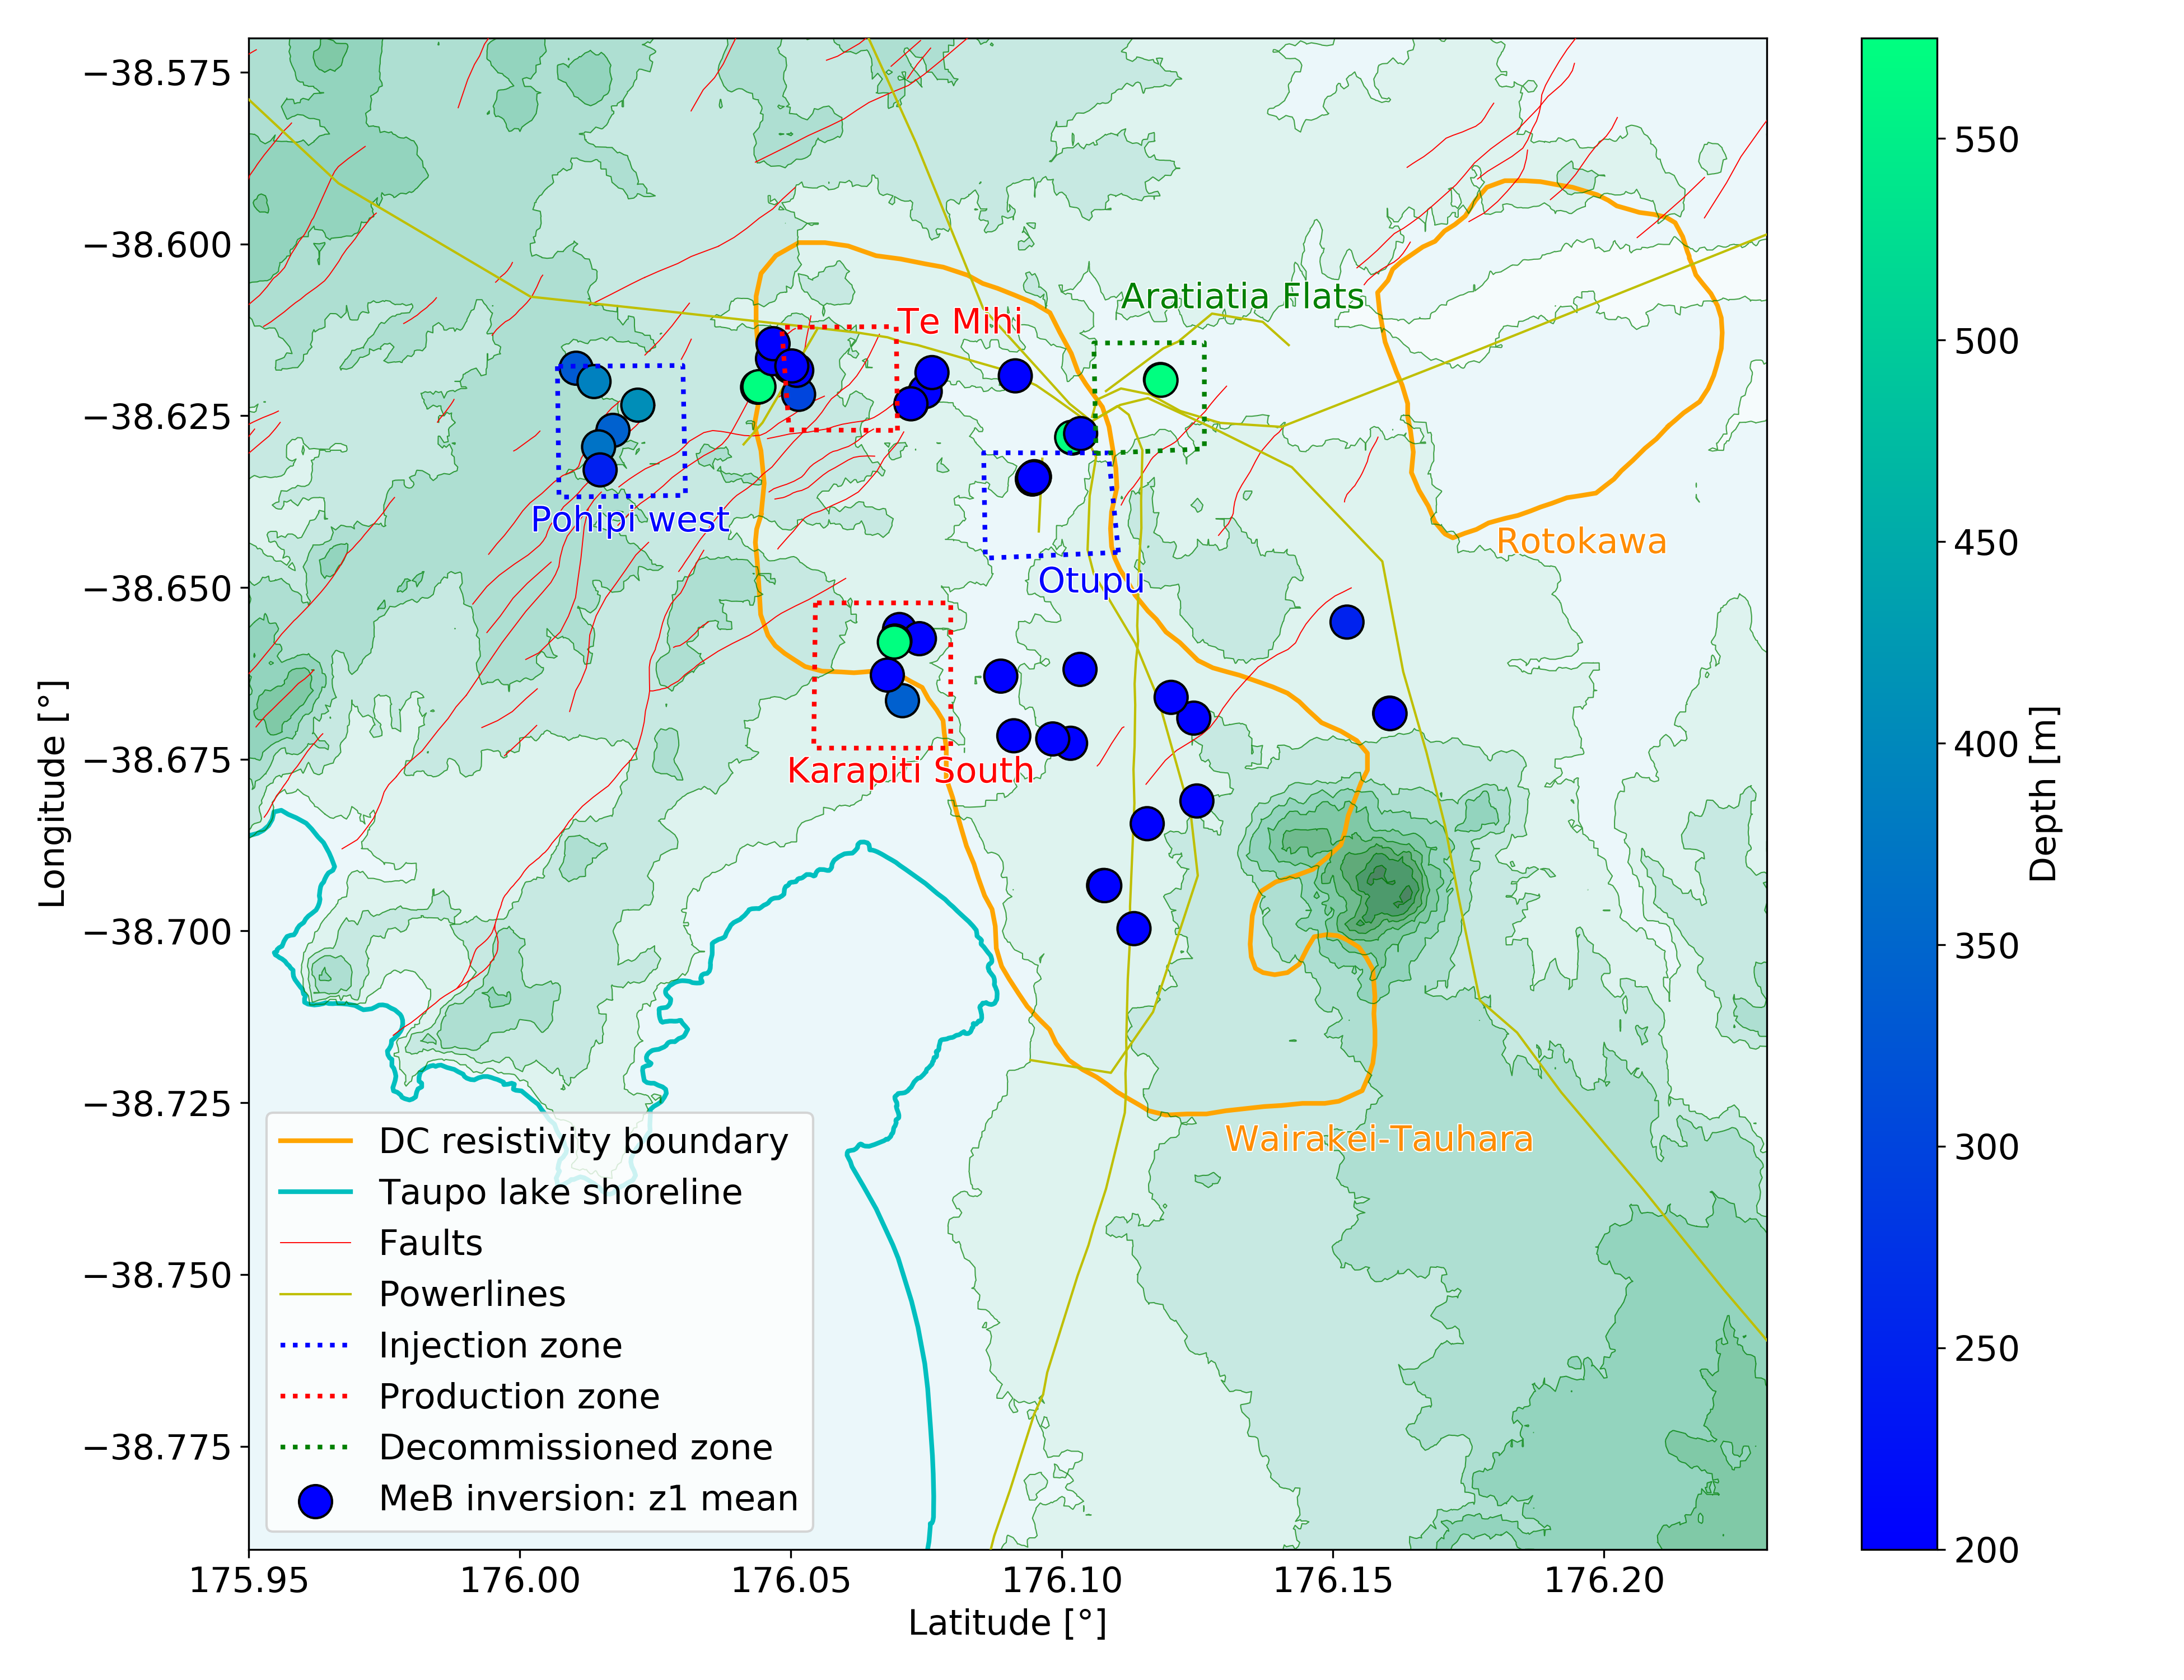 −38.575
−38.600
−38.625
−38.650
−38.675
−38.700
−38.725
−38.750
−38.775
Longitude [°]
175.95
176.00
176.05
176.10
176.15
176.20
Latitude [°]
Aratiatia Flats
Te Mihi
Pohipi west
Rotokawa
Otupu
Karapiti South
Wairakei-Tauhara
DC resistivity boundary
Taupo lake shoreline
Faults
Powerlines
Injection zone
Production zone
Decommissioned zone
MeB inversion: z1 mean
550
500
450
400
350
300
250
200
Depth [m]